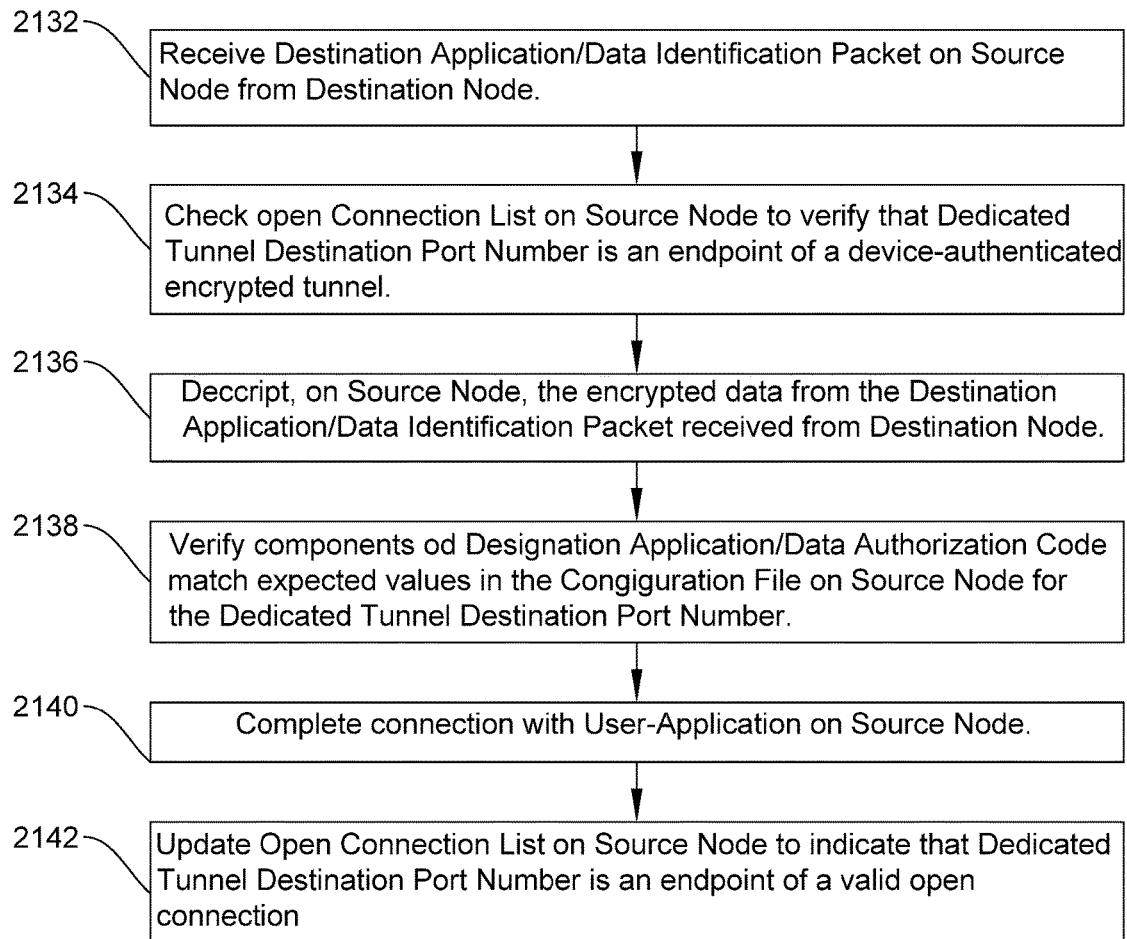 2132
Receive Destination Application/Data Identification Packet on Source
Node from Destination Node.
2134
Check open Connection List on Source Node to verify that Dedicated
Tunnel Destination Port Number is an endpoint of a device-authenticated
encrypted tunnel.
2136
Deccript, on Source Node, the encrypted data from the Destination
Application/Data Identification Packet received from Destination Node.
2138
Verify components od Designation Application/Data Authorization Code
match expected values in the Congiguration File on Source Node for
the Dedicated Tunnel Destination Port Number.
2140
Complete connection with User-Application on Source Node.
2142
Update Open Connection List on Source Node to indicate that Dedicated
Tunnel Destination Port Number is an endpoint of a valid open
connection